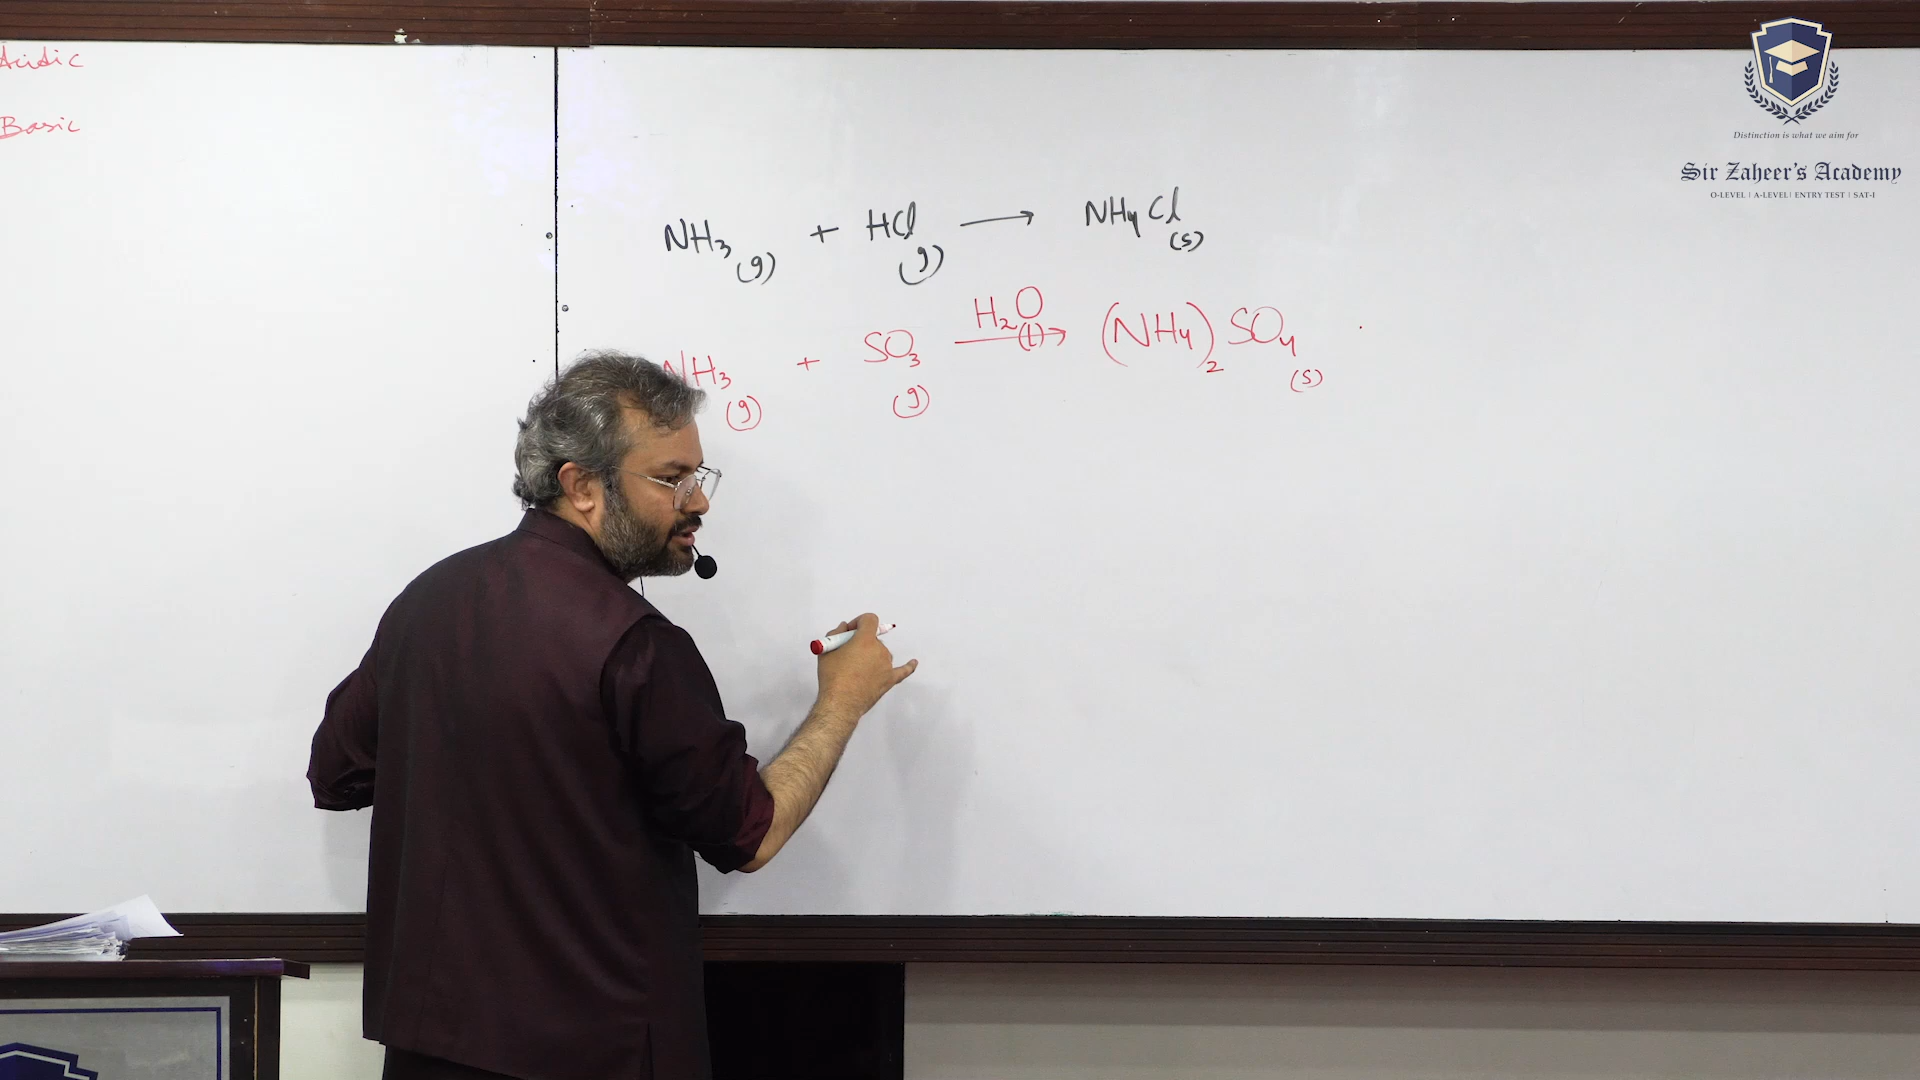 Acidic
Basic
Distinction is what we aim for
Sir Zaheer's Academy
O-LEVEL | A-LEVEL | ENTRY TEST | SAT-I
NH₃(g) + HCl(g) → NH₄Cl(s)
NH₃(g) + SO₃(g) H₂O(l)→ (NH₄)₂SO₄(s)